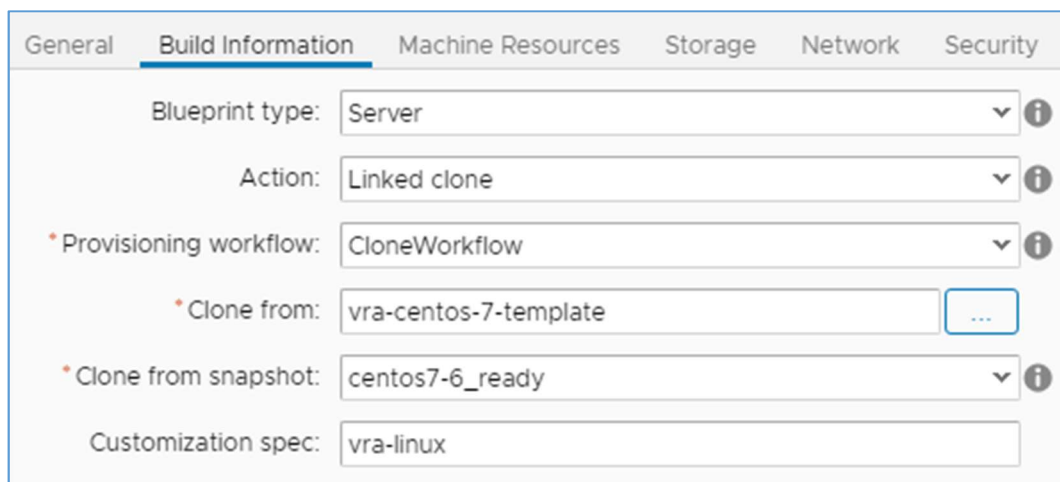 General Build Information Machine Resources Storage Network Security
Blueprint type: Server
Action: Linked clone
* Provisioning workflow: CloneWorkflow
* Clone from: vra-centos-7-template ...
* Clone from snapshot: centos7-6_ready
Customization spec: vra-linux